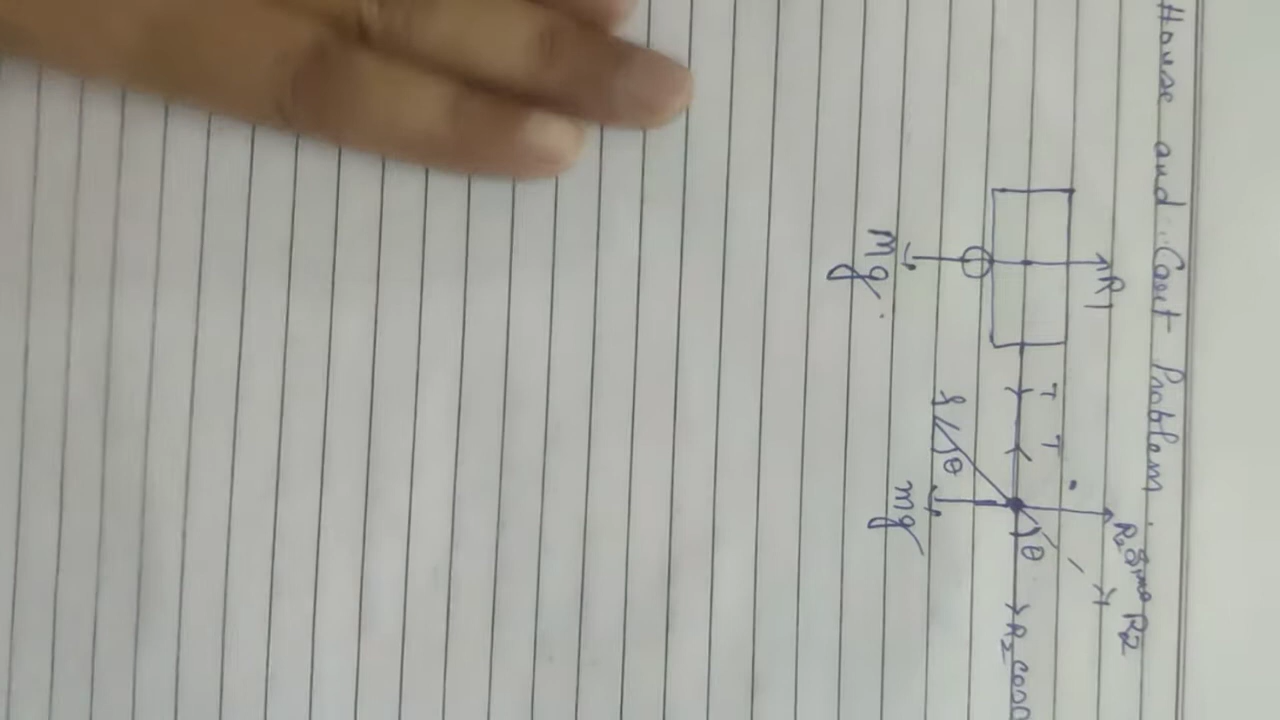 Horse and Cart Problem.
R1
R2 Sinθ R2
T T
θ
R2 cosθ
θ
Mg.
mg